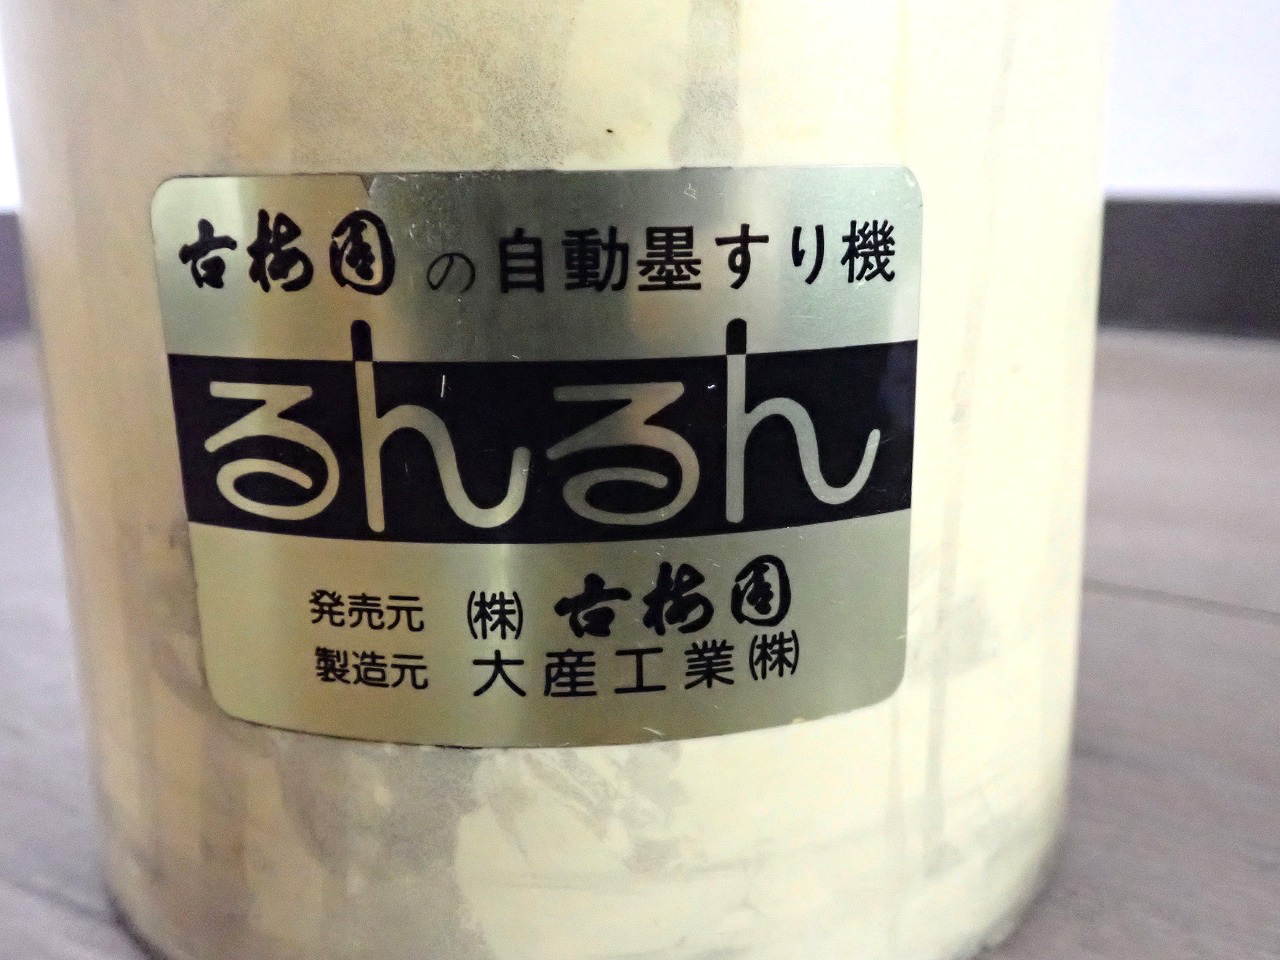 古梅園の自動墨すり機
るんるん
発売元 ㈱ 古梅園
製造元 大産工業㈱